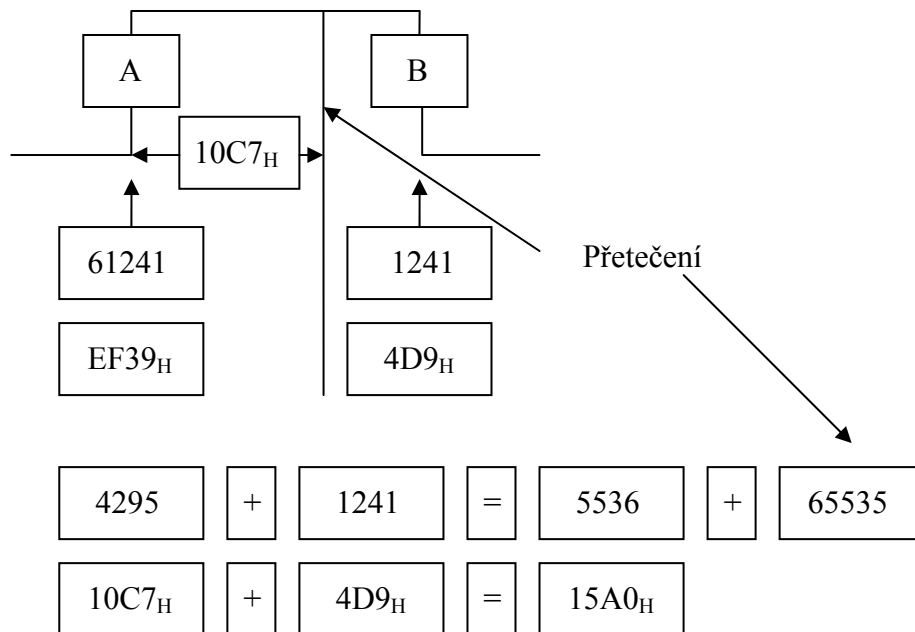 A B
10C7H
61241 1241 Přetečení
EF39H 4D9H
4295 + 1241 = 5536 + 65535
10C7H + 4D9H = 15A0H